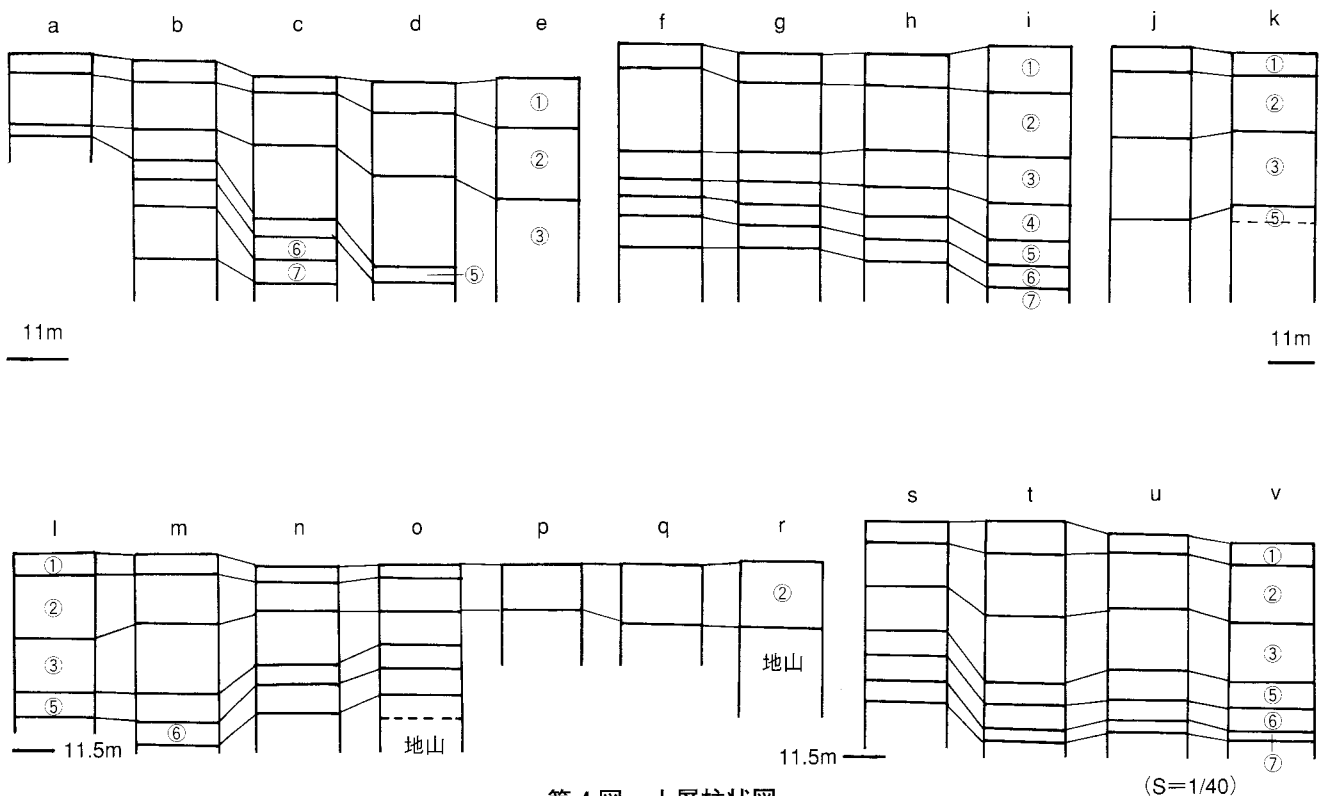 a b c d e f g h i j k
① ② ③ ⑤ ⑥ ⑦
① ② ③ ④ ⑤ ⑥ ⑦
① ② ③ ⑤
11m
11m
l m n o p q r s t u v
① ② ③ ⑤ ⑥
② 地山
地山
① ② ③ ⑤ ⑥ ⑦
11.5m
11.5m
(S=1/40)